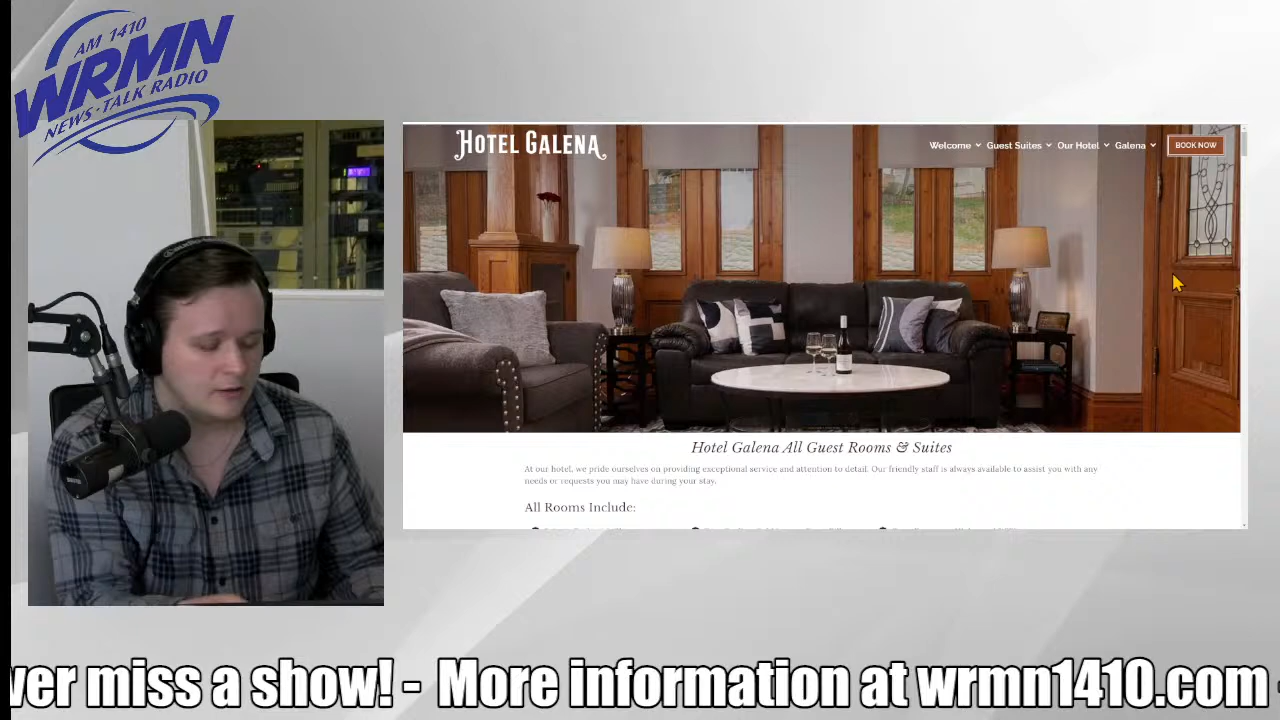 AM 1410
WRMN
NEWS • TALK RADIO
HOTEL GALENA
Welcome Guest Suites Our Hotel Galena BOOK NOW
Hotel Galena All Guest Rooms & Suites
At our hotel, we pride ourselves on providing exceptional service and attention to detail. Our friendly staff is always available to assist you with any
needs or requests you may have during your stay.
All Rooms Include:
ver miss a show! - More information at wrmn1410.com -